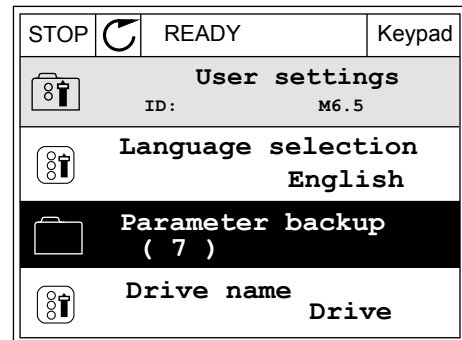 STOP READY Keypad
User settings
ID: M6.5
Language selection
English
Parameter backup
( 7 )
Drive name
Drive